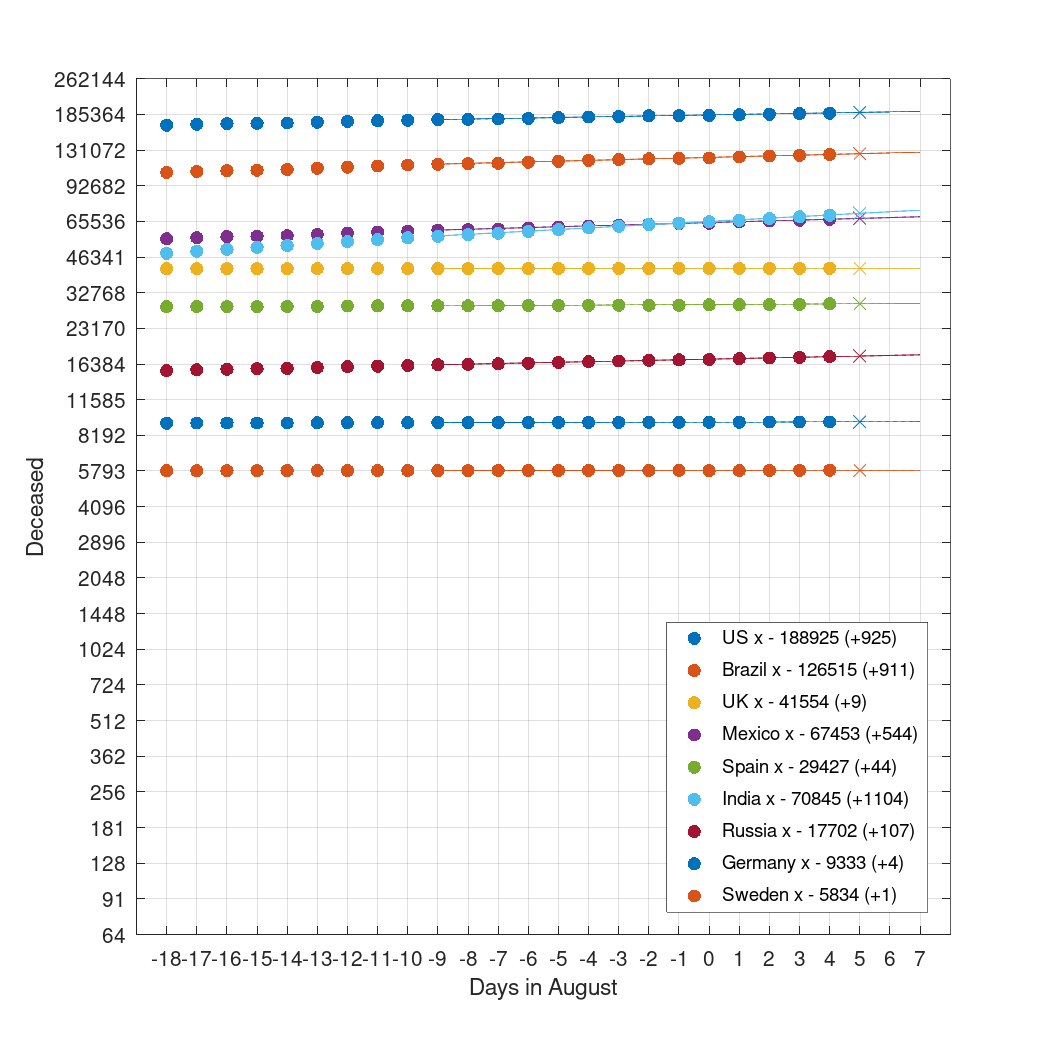 262144
185364
131072
92682
65536
46341
32768
23170
16384
11585
8192
5793
4096
2896
2048
1448
1024
724
512
362
256
181
128
91
64
Deceased
US x - 188925 (+925)
Brazil x - 126515 (+911)
UK x - 41554 (+9)
Mexico x - 67453 (+544)
Spain x - 29427 (+44)
India x - 70845 (+1104)
Russia x - 17702 (+107)
Germany x - 9333 (+4)
Sweden x - 5834 (+1)
-18 -17 -16 -15 -14 -13 -12 -11 -10 -9 -8 -7 -6 -5 -4 -3 -2 -1 0 1 2 3 4 5 6 7
Days in August